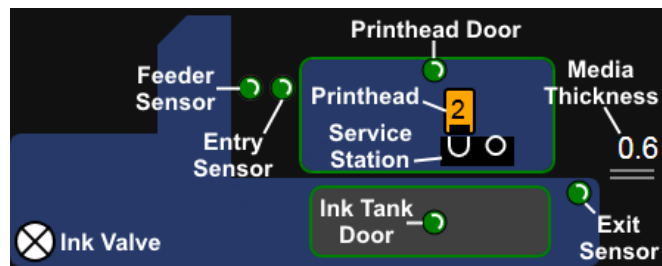 Printhead Door
Feeder
Sensor
Media
Thickness
Printhead
2
Entry
Sensor
Service
Station
0.6
Ink Tank
Door
Ink Valve
Exit
Sensor